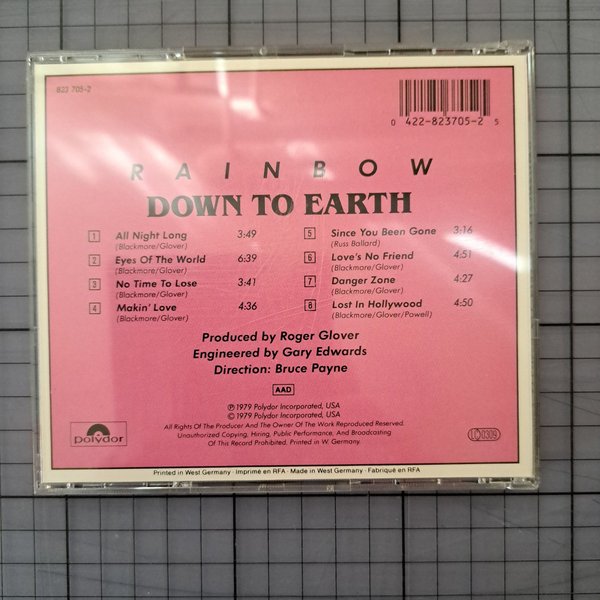 823 705-2
0 422-823705-2 5
RAINBOW
DOWN TO EARTH
1 All Night Long 3:49
(Blackmore/Glover)
2 Eyes Of The World 6:39
(Blackmore/Glover)
3 No Time To Lose 3:41
(Blackmore/Glover)
4 Makin' Love 4:36
(Blackmore/Glover)
5 Since You Been Gone 3:16
(Russ Ballard)
6 Love's No Friend 4:51
(Blackmore/Glover)
7 Danger Zone 4:27
(Blackmore/Glover)
8 Lost In Hollywood 4:50
(Blackmore/Glover/Powell)
Produced by Roger Glover
Engineered by Gary Edwards
Direction: Bruce Payne
AAD
℗ 1979 Polydor Incorporated, USA
© 1979 Polydor Incorporated, USA
All Rights Of The Producer And The Owner Of The Work Reproduced Reserved.
Unauthorized Copying, Hiring, Public Performance, And Broadcasting
Of This Record Prohibited. Printed in W. Germany.
polydor
LC 0309
Printed in West Germany · Imprimé en RFA · Made in West Germany · Fabriqué en RFA